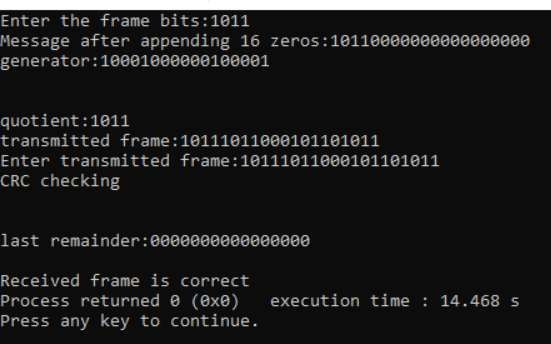 Enter the frame bits:1011
Message after appending 16 zeros:10110000000000000000
generator:10001000000100001
quotient:1011
transmitted frame:10111011000101101011
Enter transmitted frame:10111011000101101011
CRC checking
last remainder:0000000000000000
Received frame is correct
Process returned 0 (0x0)   execution time : 14.468 s
Press any key to continue.